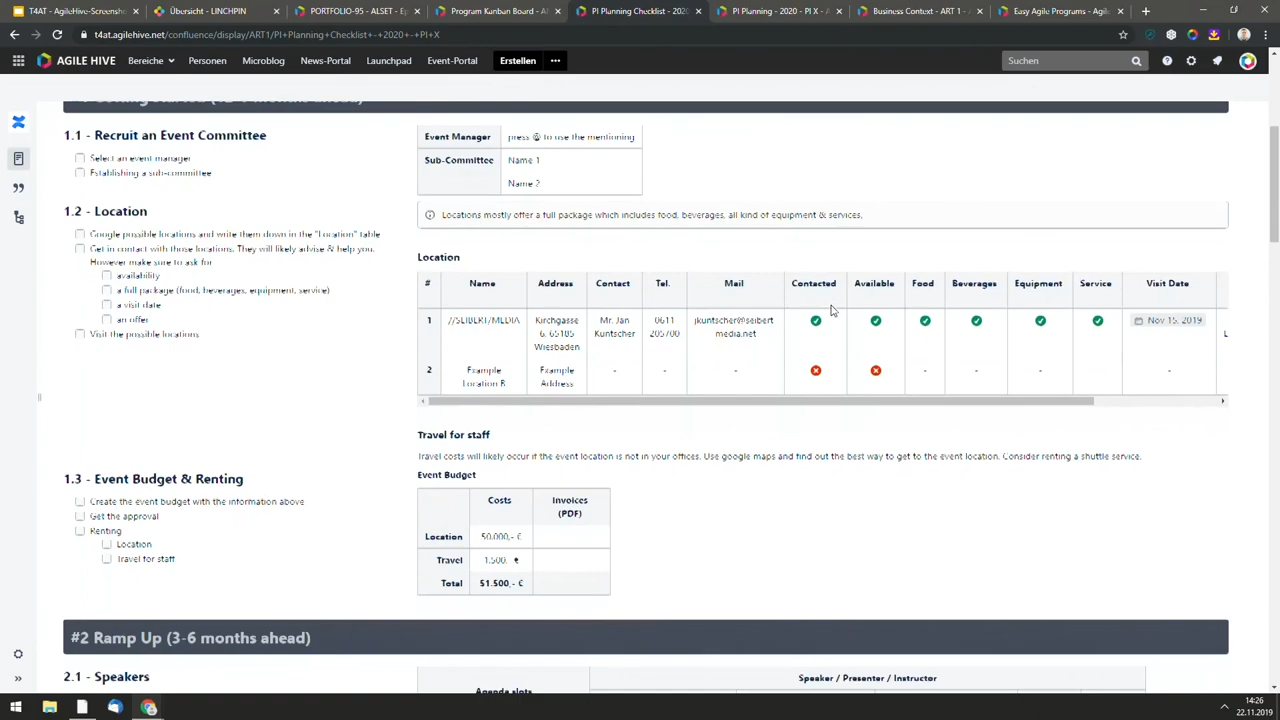 T4AT - AgileHive-Screensho
Übersicht - LINCHPIN
PORTFOLIO-95 - ALSET - Ep
Program Kunban Board - A
PI Planning Checklist - 2020
PI Planning - 2020 - PI X - A
Business Context - ART 1 -
Easy Agile Programs - Agile
t4at.agilehive.net/confluence/display/ART1/PI+Planning+Checklist+-+2020+-+PI+X
AGILE HIVE
Bereiche
Personen
Microblog
News-Portal
Launchpad
Event-Portal
Erstellen
Suchen
1.1 - Recruit an Event Committee
Select an event manager
Establishing a sub-committee
Event Manager press @ to use the mentioning
Sub-Committee Name 1
Name 2
1.2 - Location
Google possible locations and write them down in the "Location" table
Get in contact with those locations. They will likely advise & help you.
However make sure to ask for
availability
a full package (food, beverages, equipment, service)
a visit date
an offer
Visit the possible locations
Locations mostly offer a full package which includes food, beverages, all kind of equipment & services.
Location
# Name Address Contact Tel. Mail Contacted Available Food Beverages Equipment Service Visit Date
1 //SEIBERT/MEDIA Kirchgasse Mr. Jan 0611 jkuntscher@seibert Nov 15, 2019
6, 65185 Kuntscher 205700 media.net
Wiesbaden
2 Example Example - - - - - - - -
Location B Address
Travel for staff
Travel costs will likely occur if the event location is not in your offices. Use google maps and find out the best way to get to the event location. Consider renting a shuttle service.
1.3 - Event Budget & Renting
Create the event budget with the information above
Get the approval
Renting
Location
Travel for staff
Event Budget
Costs Invoices
(PDF)
Location 50.000,- €
Travel 1.500,- €
Total 51.500,- €
#2 Ramp Up (3-6 months ahead)
2.1 - Speakers
Agenda slots
Speaker / Presenter / Instructor
14:26
22.11.2019